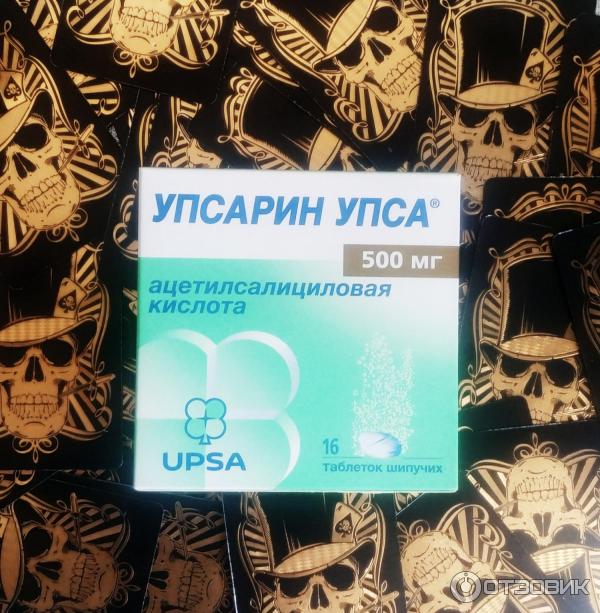 УПСАРИН УПСА®
500 мг
ацетилсалициловая
кислота
UPSA
16
таблеток шипучих
ОТЗОВИК